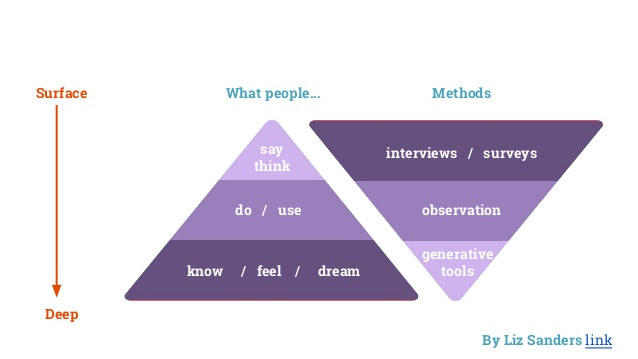 Surface
What people...
Methods
say
think
interviews / surveys
do / use
observation
generative
tools
know / feel / dream
Deep
By Liz Sanders link